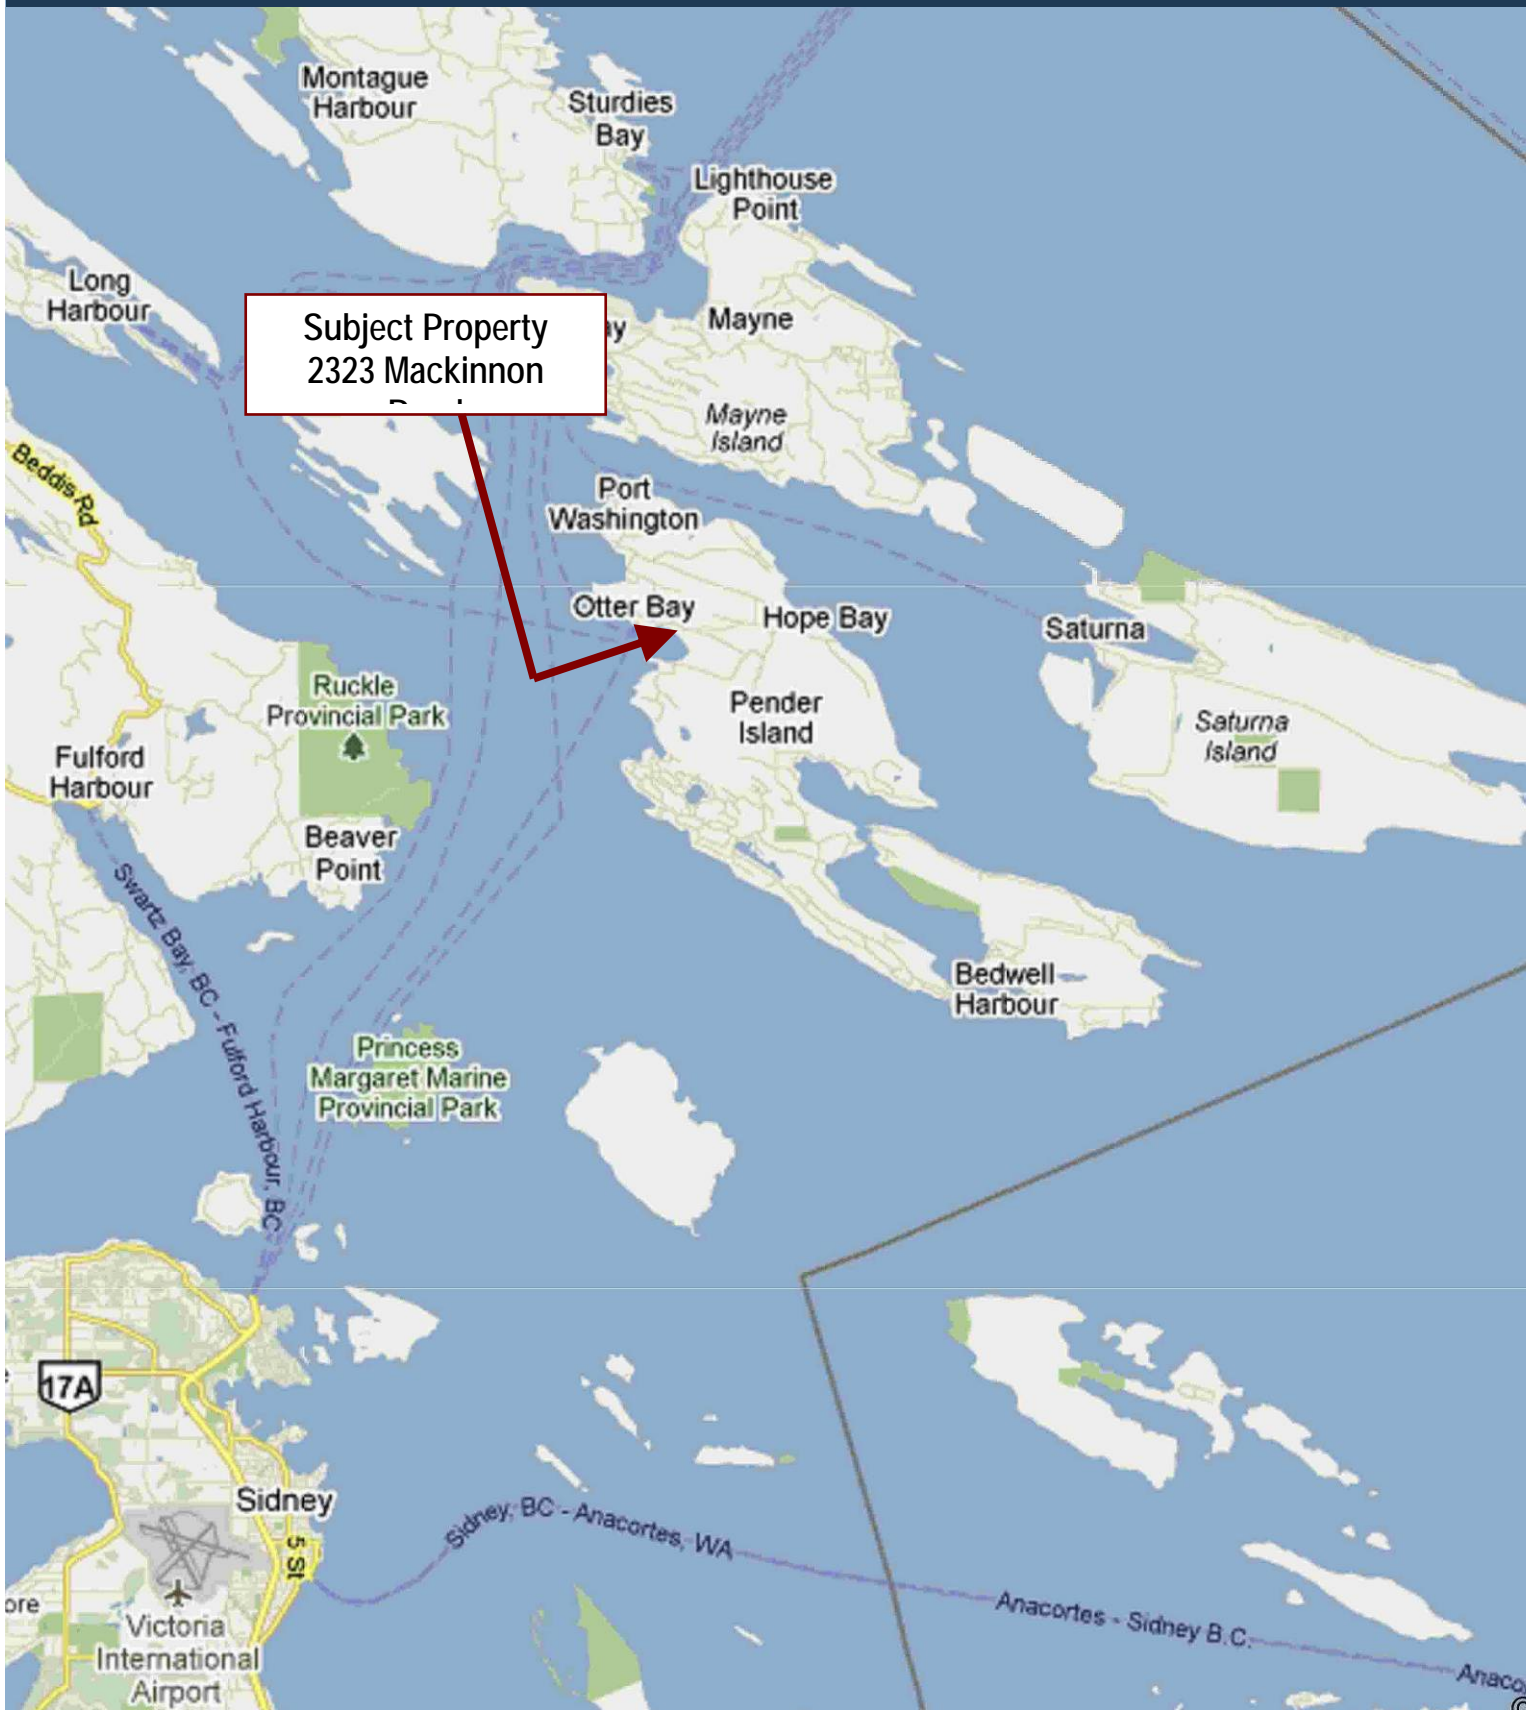 Montague
Harbour
Sturdies
Bay
Lighthouse
Point
Long
Harbour
Subject Property
2323 Mackinnon
ay
Mayne
Mayne
Island
Beddis Rd
Port
Washington
Otter Bay
Hope Bay
Saturna
Ruckle
Provincial Park
Pender
Island
Saturna
Island
Fulford
Harbour
Beaver
Point
Swartz Bay, BC - Fulford Harbour, BC
Bedwell
Harbour
Princess
Margaret Marine
Provincial Park
17A
Sidney
5 St
Sidney, BC - Anacortes, WA
Anacortes - Sidney B.C.
Anaco
ore
Victoria
International
Airport
©